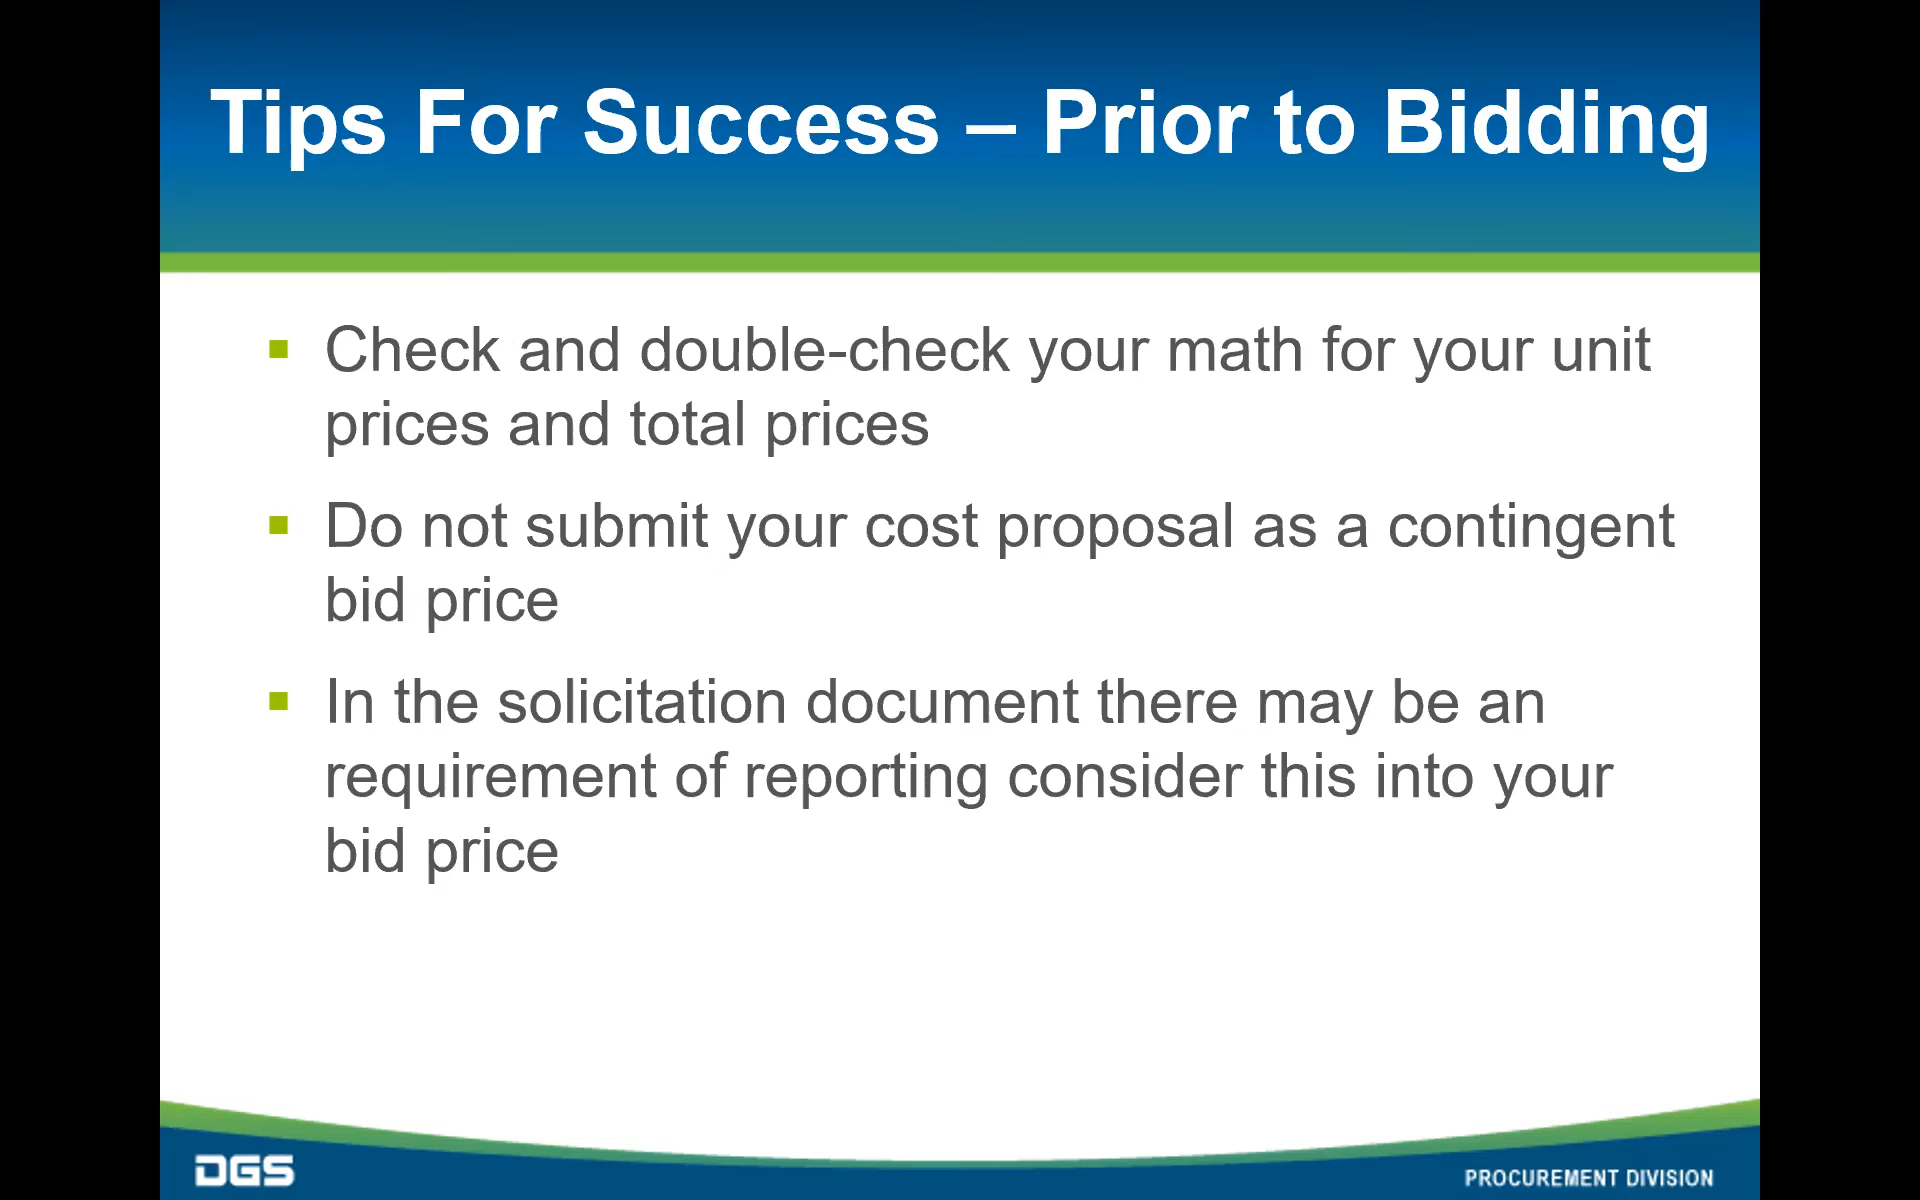 Tips For Success – Prior to Bidding
Check and double-check your math for your unit
prices and total prices
Do not submit your cost proposal as a contingent
bid price
In the solicitation document there may be an
requirement of reporting consider this into your
bid price
DGS
PROCUREMENT DIVISION